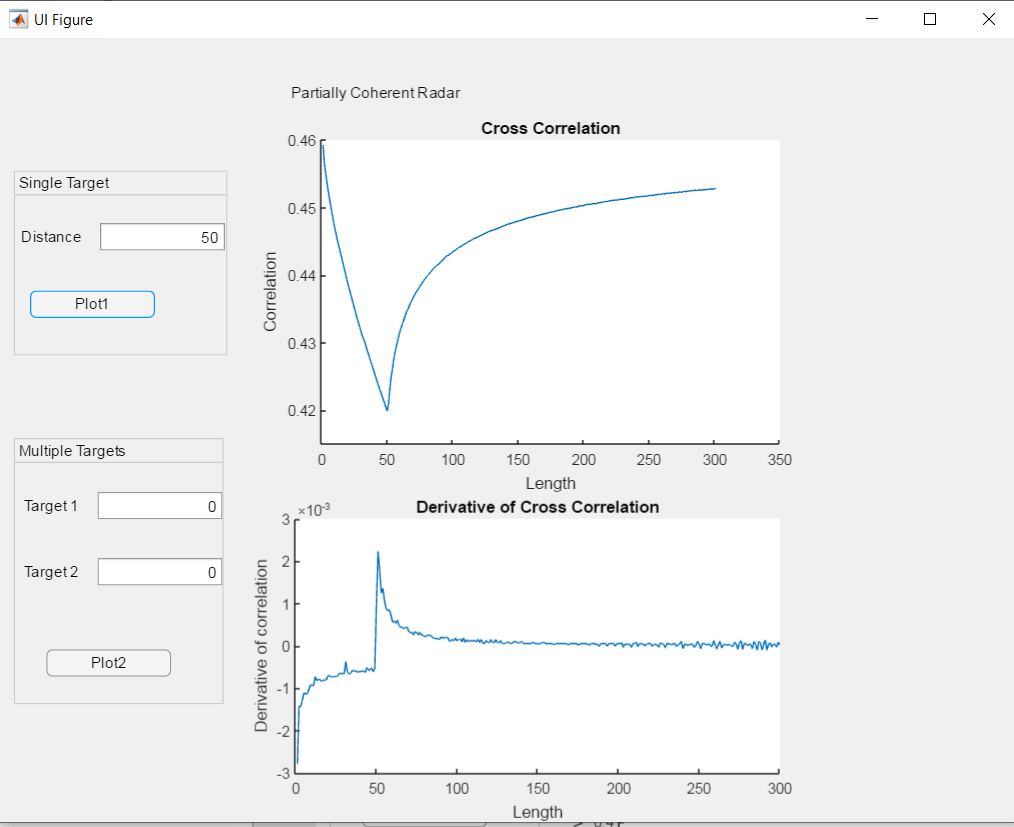 UI Figure
Partially Coherent Radar
Single Target
Distance 50
Plot1
Multiple Targets
Target 1 0
Target 2 0
Plot2
Cross Correlation
Correlation
0.46
0.45
0.44
0.43
0.42
0 50 100 150 200 250 300 350
Length
Derivative of Cross Correlation
×10⁻³
Derivative of correlation
3
2
1
0
-1
-2
-3
0 50 100 150 200 250 300
Length